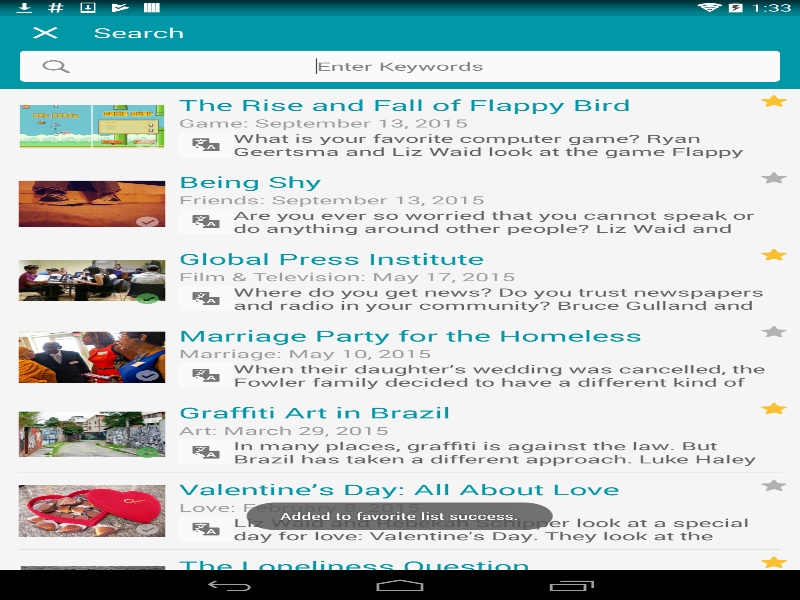 1:33
Search
Enter Keywords
The Rise and Fall of Flappy Bird
Game: September 13, 2015
What is your favorite computer game? Ryan
Geertsma and Liz Waid look at the game Flappy
Being Shy
Friends: September 13, 2015
Are you ever so worried that you cannot speak or
do anything around other people? Liz Waid and
Global Press Institute
Film & Television: May 17, 2015
Where do you get news? Do you trust newspapers
and radio in your community? Bruce Gulland and
Marriage Party for the Homeless
Marriage: May 10, 2015
When their daughter's wedding was cancelled, the
Fowler family decided to have a different kind of
Graffiti Art in Brazil
Art: March 29, 2015
In many places, graffiti is against the law. But
Brazil has taken a different approach. Luke Haley
Valentine's Day: All About Love
Love: February 8, 2015
Added to favorite list success.
Liz Waid and Rebekah Schipper look at a special
day for love: Valentine's Day. They look at the
The Loneliness Question